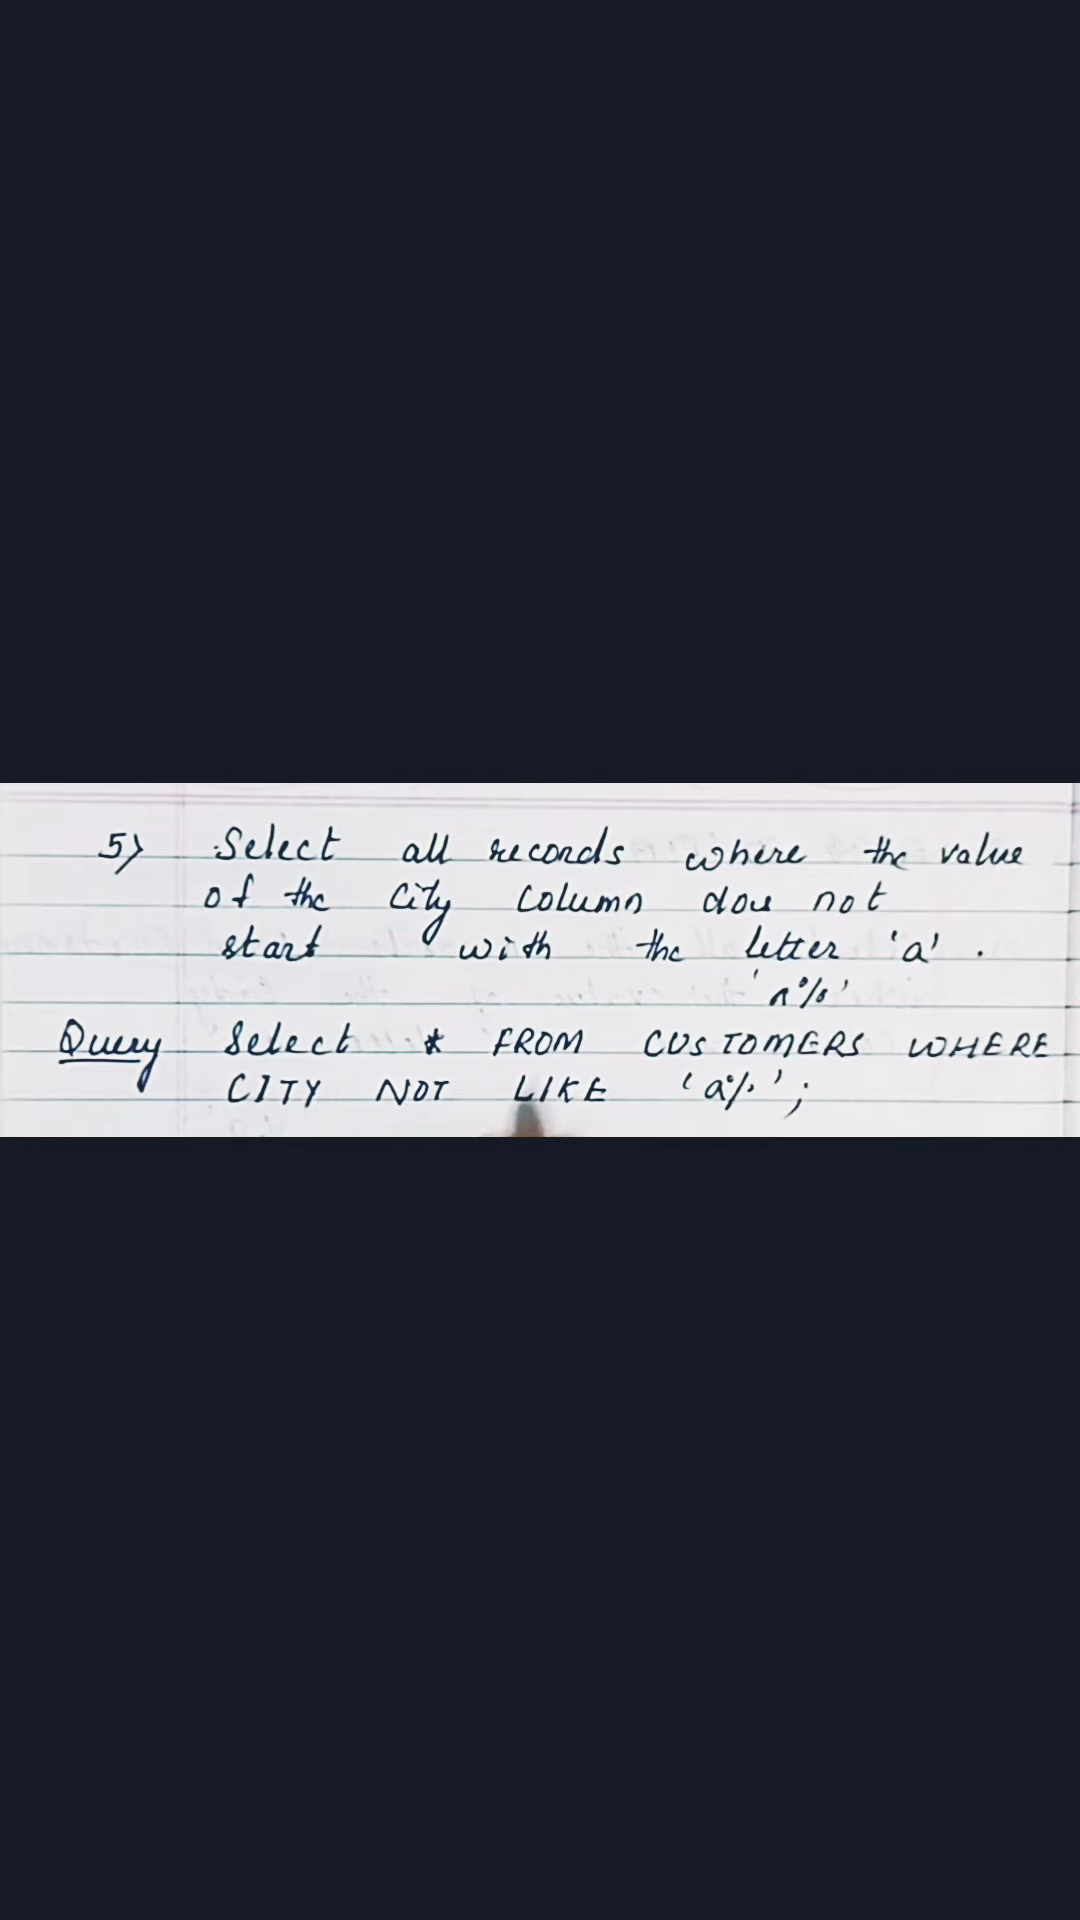 5) Select all records where the value
of the City Column does not
start with the letter 'a' .
'a%'
Query Select * FROM CUSTOMERS WHERE
CITY NOT LIKE 'a%';